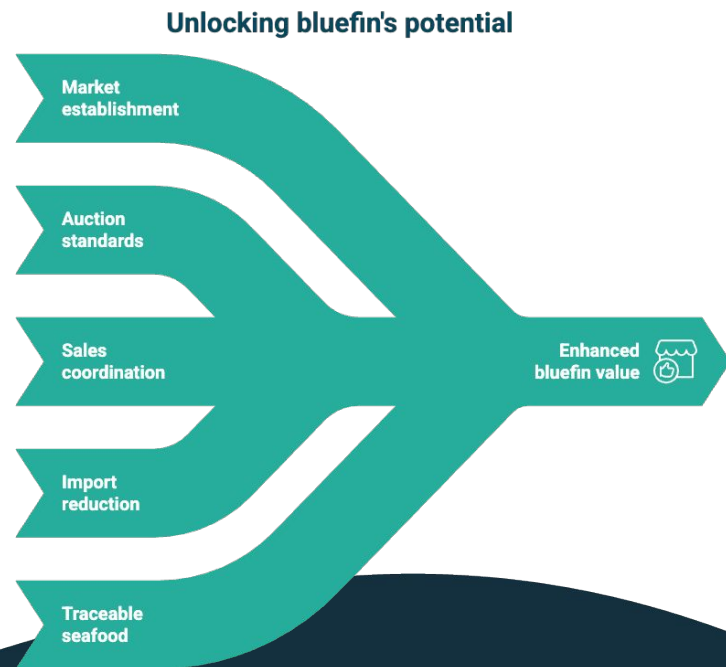 Unlocking bluefin's potential
Market
establishment
Auction
standards
Sales
coordination
Enhanced
bluefin value
Import
reduction
Traceable
seafood